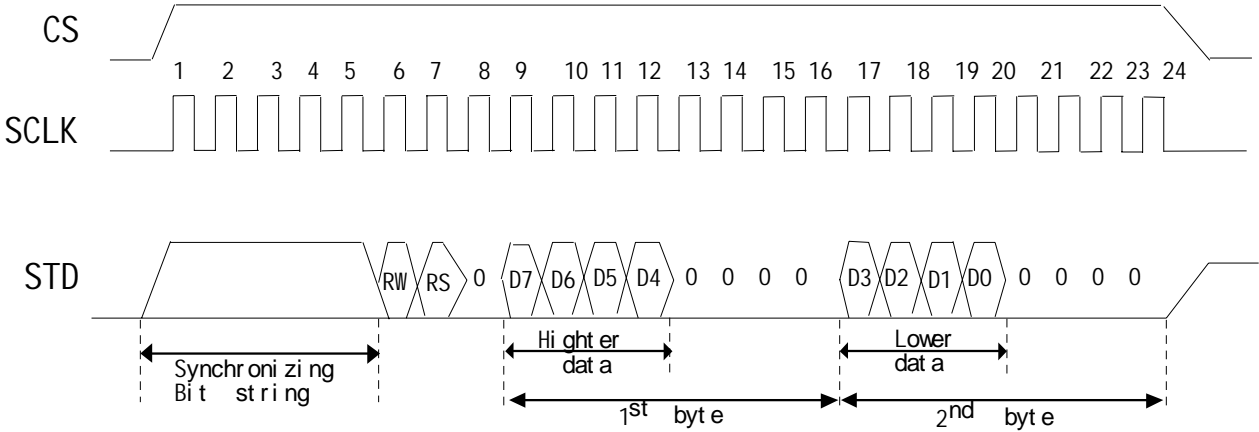 CS
1 2 3 4 5 6 7 8 9 10 11 12 13 14 15 16 17 18 19 20 21 22 23 24
SCLK
STD
RW RS 0 D7 D6 D5 D4 0 0 0 0 D3 D2 D1 D0 0 0 0 0
Synchronizing
Bit string
Highter
data
Lower
data
1st byte
2nd byte